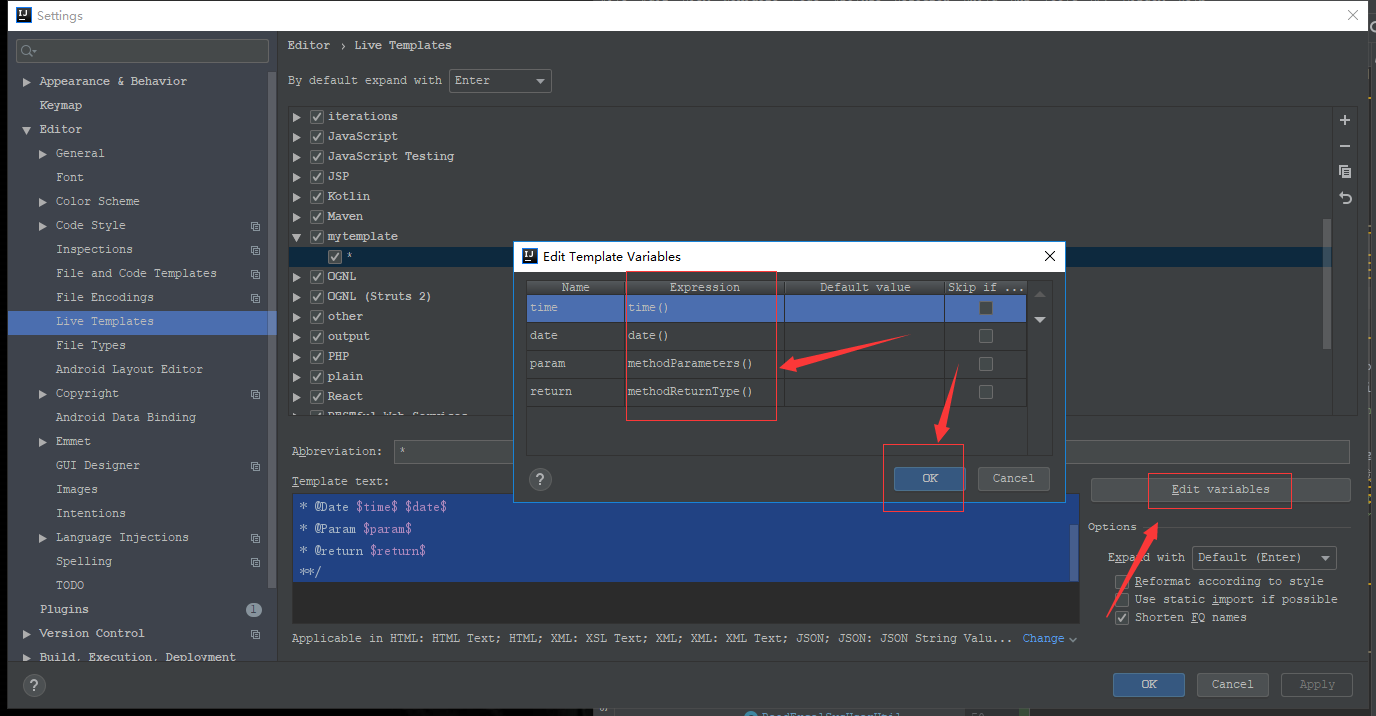 Settings
Editor › Live Templates
By default expand with Enter
Appearance & Behavior
Keymap
Editor
General
Font
Color Scheme
Code Style
Inspections
File and Code Templates
File Encodings
Live Templates
File Types
Android Layout Editor
Copyright
Android Data Binding
Emmet
GUI Designer
Images
Intentions
Language Injections
Spelling
TODO
Plugins 1
Version Control
Build, Execution, Deployment
iterations
JavaScript
JavaScript Testing
JSP
Kotlin
Maven
mytemplate
*
OGNL
OGNL (Struts 2)
other
output
PHP
plain
React
RESTful Web Services
Edit Template Variables
Name Expression Default value Skip if ...
time time()
date date()
param methodParameters()
return methodReturnType()
? OK Cancel
Abbreviation: *
Template text:
* @Date $time$ $date$
* @Param $param$
* @return $return$
**/
Edit variables
Options
Expand with Default (Enter)
Reformat according to style
Use static import if possible
Shorten FQ names
Applicable in HTML: HTML Text; HTML; XML: XSL Text; XML; XML: XML Text; JSON; JSON: JSON String Valu... Change
? OK Cancel Apply